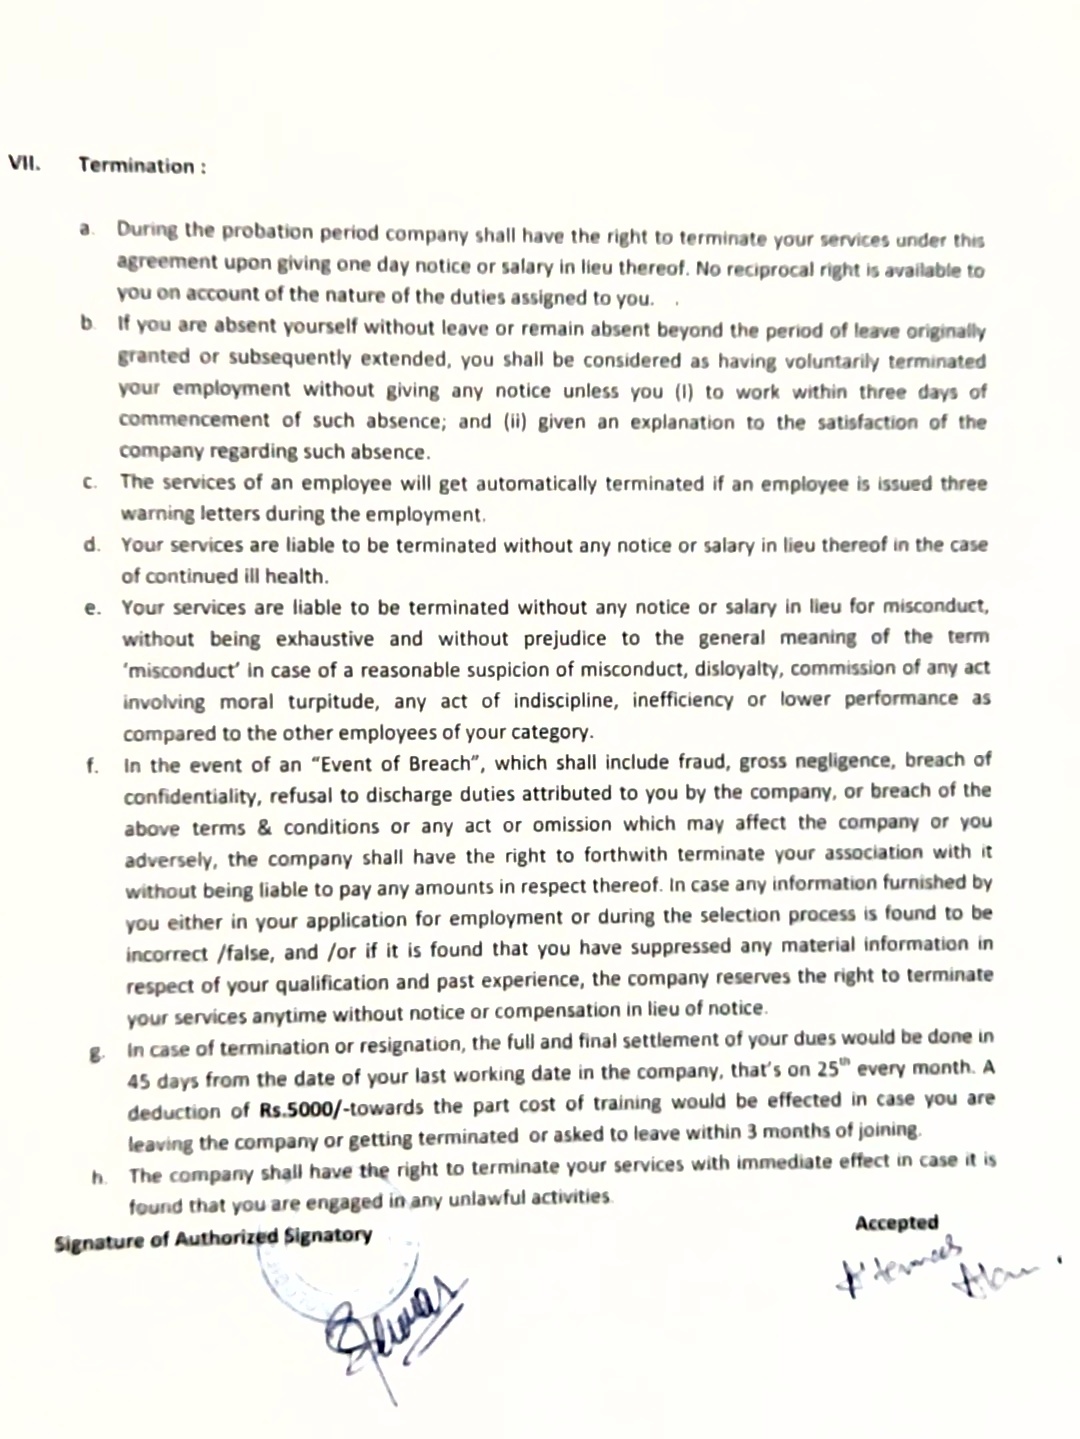 VII. Termination :
a. During the probation period company shall have the right to terminate your services under this
agreement upon giving one day notice or salary in lieu thereof. No reciprocal right is available to
you on account of the nature of the duties assigned to you. .
b. If you are absent yourself without leave or remain absent beyond the period of leave originally
granted or subsequently extended, you shall be considered as having voluntarily terminated
your employment without giving any notice unless you (I) to work within three days of
commencement of such absence; and (ii) given an explanation to the satisfaction of the
company regarding such absence.
c. The services of an employee will get automatically terminated if an employee is issued three
warning letters during the employment.
d. Your services are liable to be terminated without any notice or salary in lieu thereof in the case
of continued ill health.
e. Your services are liable to be terminated without any notice or salary in lieu for misconduct,
without being exhaustive and without prejudice to the general meaning of the term
'misconduct' in case of a reasonable suspicion of misconduct, disloyalty, commission of any act
involving moral turpitude, any act of indiscipline, inefficiency or lower performance as
compared to the other employees of your category.
f. In the event of an "Event of Breach", which shall include fraud, gross negligence, breach of
confidentiality, refusal to discharge duties attributed to you by the company, or breach of the
above terms & conditions or any act or omission which may affect the company or you
adversely, the company shall have the right to forthwith terminate your association with it
without being liable to pay any amounts in respect thereof. In case any information furnished by
you either in your application for employment or during the selection process is found to be
incorrect /false, and /or if it is found that you have suppressed any material information in
respect of your qualification and past experience, the company reserves the right to terminate
your services anytime without notice or compensation in lieu of notice.
g. In case of termination or resignation, the full and final settlement of your dues would be done in
45 days from the date of your last working date in the company, that's on 25th every month. A
deduction of Rs.5000/-towards the part cost of training would be effected in case you are
leaving the company or getting terminated or asked to leave within 3 months of joining.
h. The company shall have the right to terminate your services with immediate effect in case it is
found that you are engaged in any unlawful activities.
Signature of Authorized Signatory
Accepted